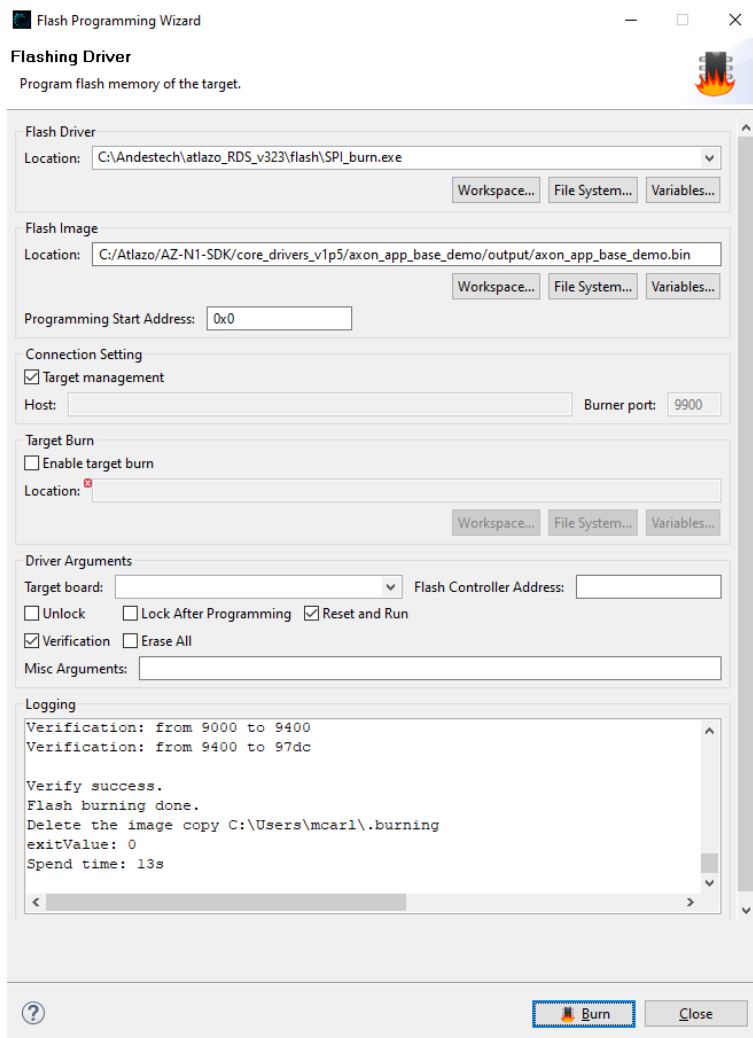 Flash Programming Wizard
Flashing Driver
Program flash memory of the target.
Flash Driver
Location: C:\Andestech\atlazo_RDS_v323\flash\SPI_burn.exe
Workspace... File System... Variables...
Flash Image
Location: C:/Atlazo/AZ-N1-SDK/core_drivers_v1p5/axon_app_base_demo/output/axon_app_base_demo.bin
Workspace... File System... Variables...
Programming Start Address: 0x0
Connection Setting
Target management
Host: Burner port: 9900
Target Burn
Enable target burn
Location:
Workspace... File System... Variables...
Driver Arguments
Target board: Flash Controller Address:
Unlock Lock After Programming Reset and Run
Verification Erase All
Misc Arguments:
Logging
Verification: from 9000 to 9400
Verification: from 9400 to 97dc
Verify success.
Flash burning done.
Delete the image copy C:\Users\mcarl\.burning
exitValue: 0
Spend time: 13s
? Burn Close